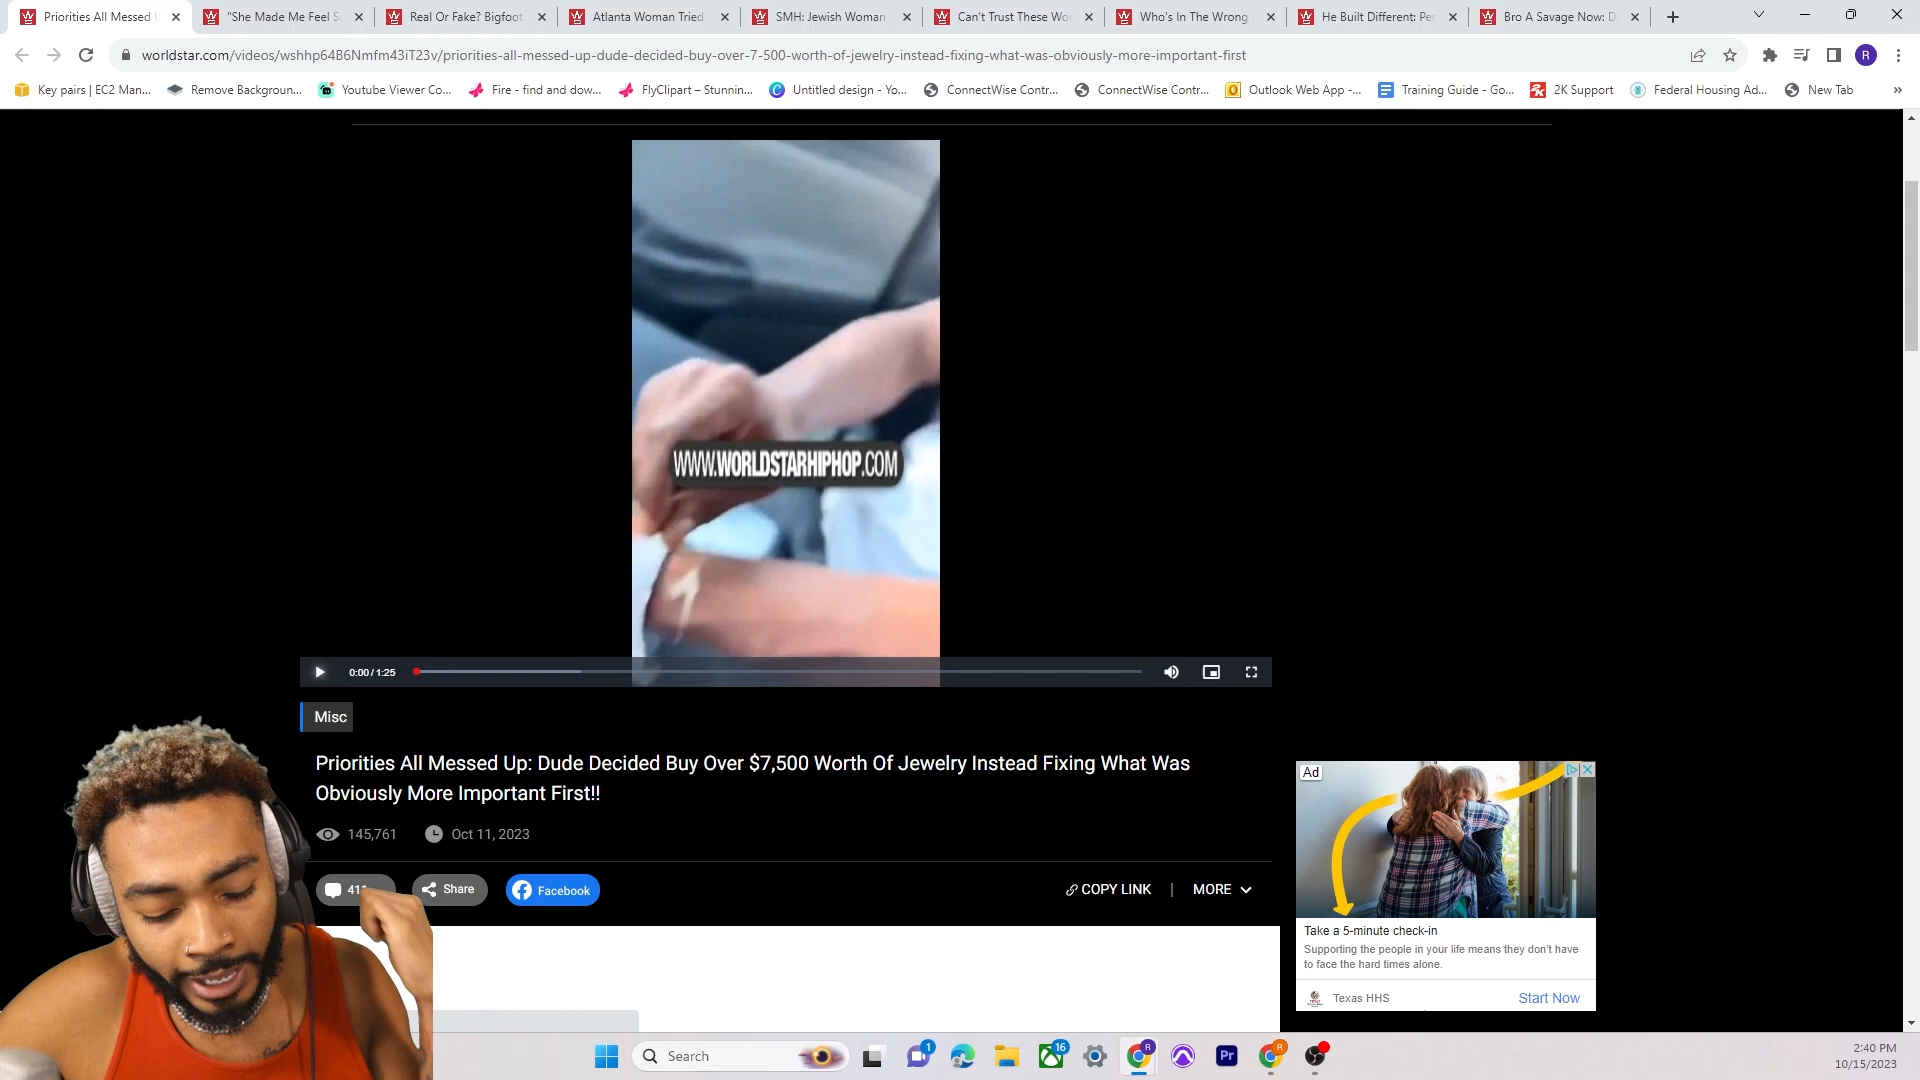 Priorities All Messed
"She Made Me Feel S
Real Or Fake? Bigfoot
Atlanta Woman Tried
SMH: Jewish Woman
Can't Trust These Wo
Who's In The Wrong
He Built Different: Per
Bro A Savage Now: D
worldstar.com/videos/wshhp64B6Nmfm43iT23v/priorities-all-messed-up-dude-decided-buy-over-7-500-worth-of-jewelry-instead-fixing-what-was-obviously-more-important-first
R
Key pairs | EC2 Man...
Remove Backgroun...
Youtube Viewer Co...
Fire - find and dow...
FlyClipart – Stunnin...
Untitled design - Yo...
ConnectWise Contr...
ConnectWise Contr...
Outlook Web App -...
Training Guide - Go...
2K Support
Federal Housing Ad...
New Tab
WWW.WORLDSTARHIPHOP.COM
0:00 / 1:25
Misc
Priorities All Messed Up: Dude Decided Buy Over $7,500 Worth Of Jewelry Instead Fixing What Was
Obviously More Important First!!
145,761
Oct 11, 2023
Share
Facebook
COPY LINK | MORE
Ad
Take a 5-minute check-in
Supporting the people in your life means they don't have
to face the hard times alone.
Texas HHS
Start Now
Search
1
16
R
Pr
R
2:40 PM
10/15/2023